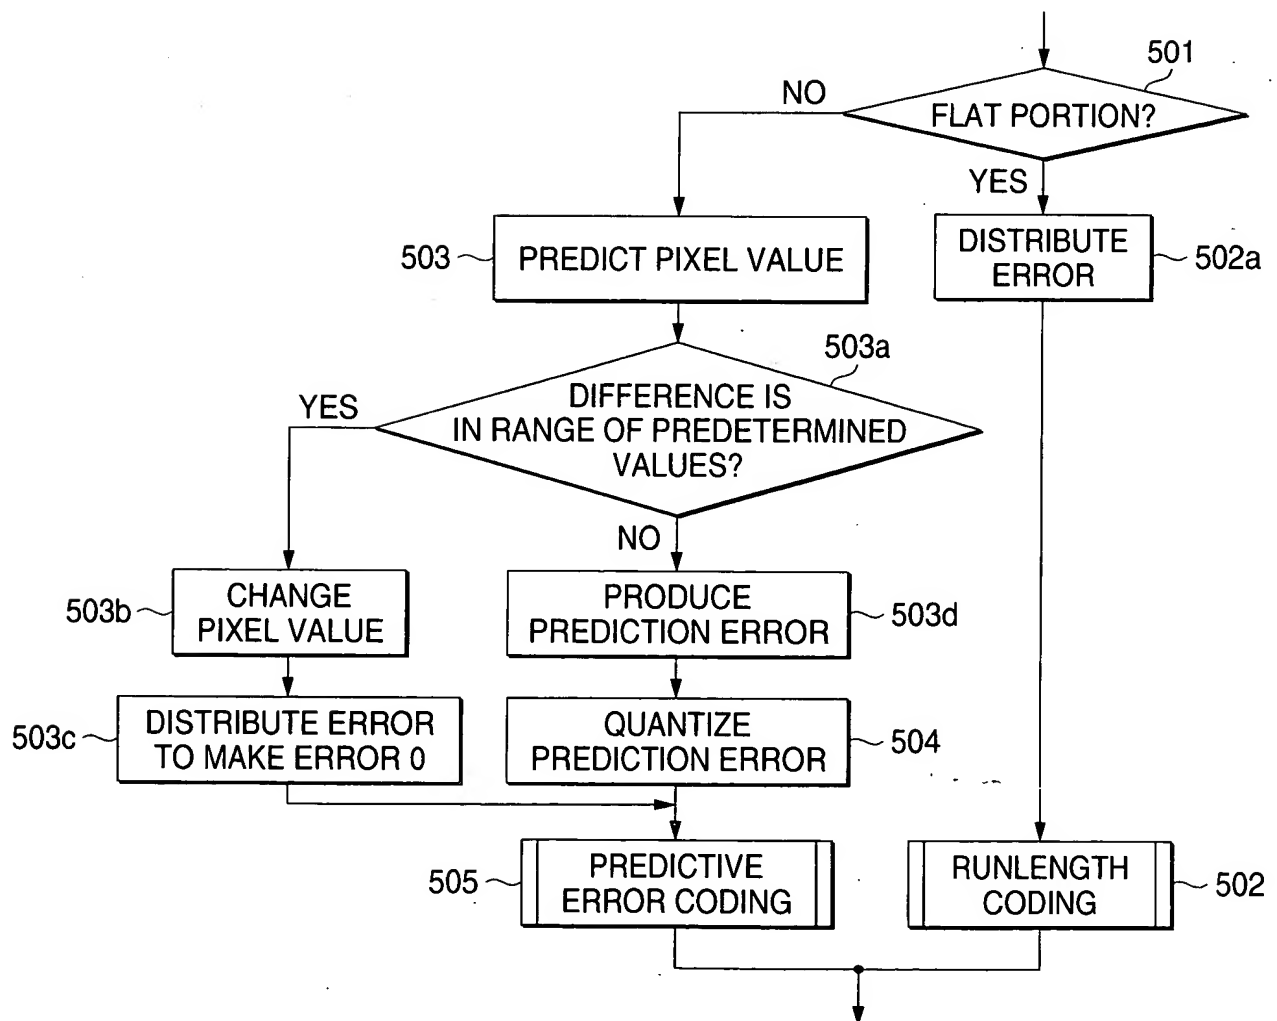 501
NO
FLAT PORTION?
YES
503
PREDICT PIXEL VALUE
DISTRIBUTE
ERROR
502a
503a
YES
DIFFERENCE IS
IN RANGE OF PREDETERMINED
VALUES?
NO
503b
CHANGE
PIXEL VALUE
PRODUCE
PREDICTION ERROR
503d
503c
DISTRIBUTE ERROR
TO MAKE ERROR 0
QUANTIZE
PREDICTION ERROR
504
505
PREDICTIVE
ERROR CODING
RUNLENGTH
CODING
502